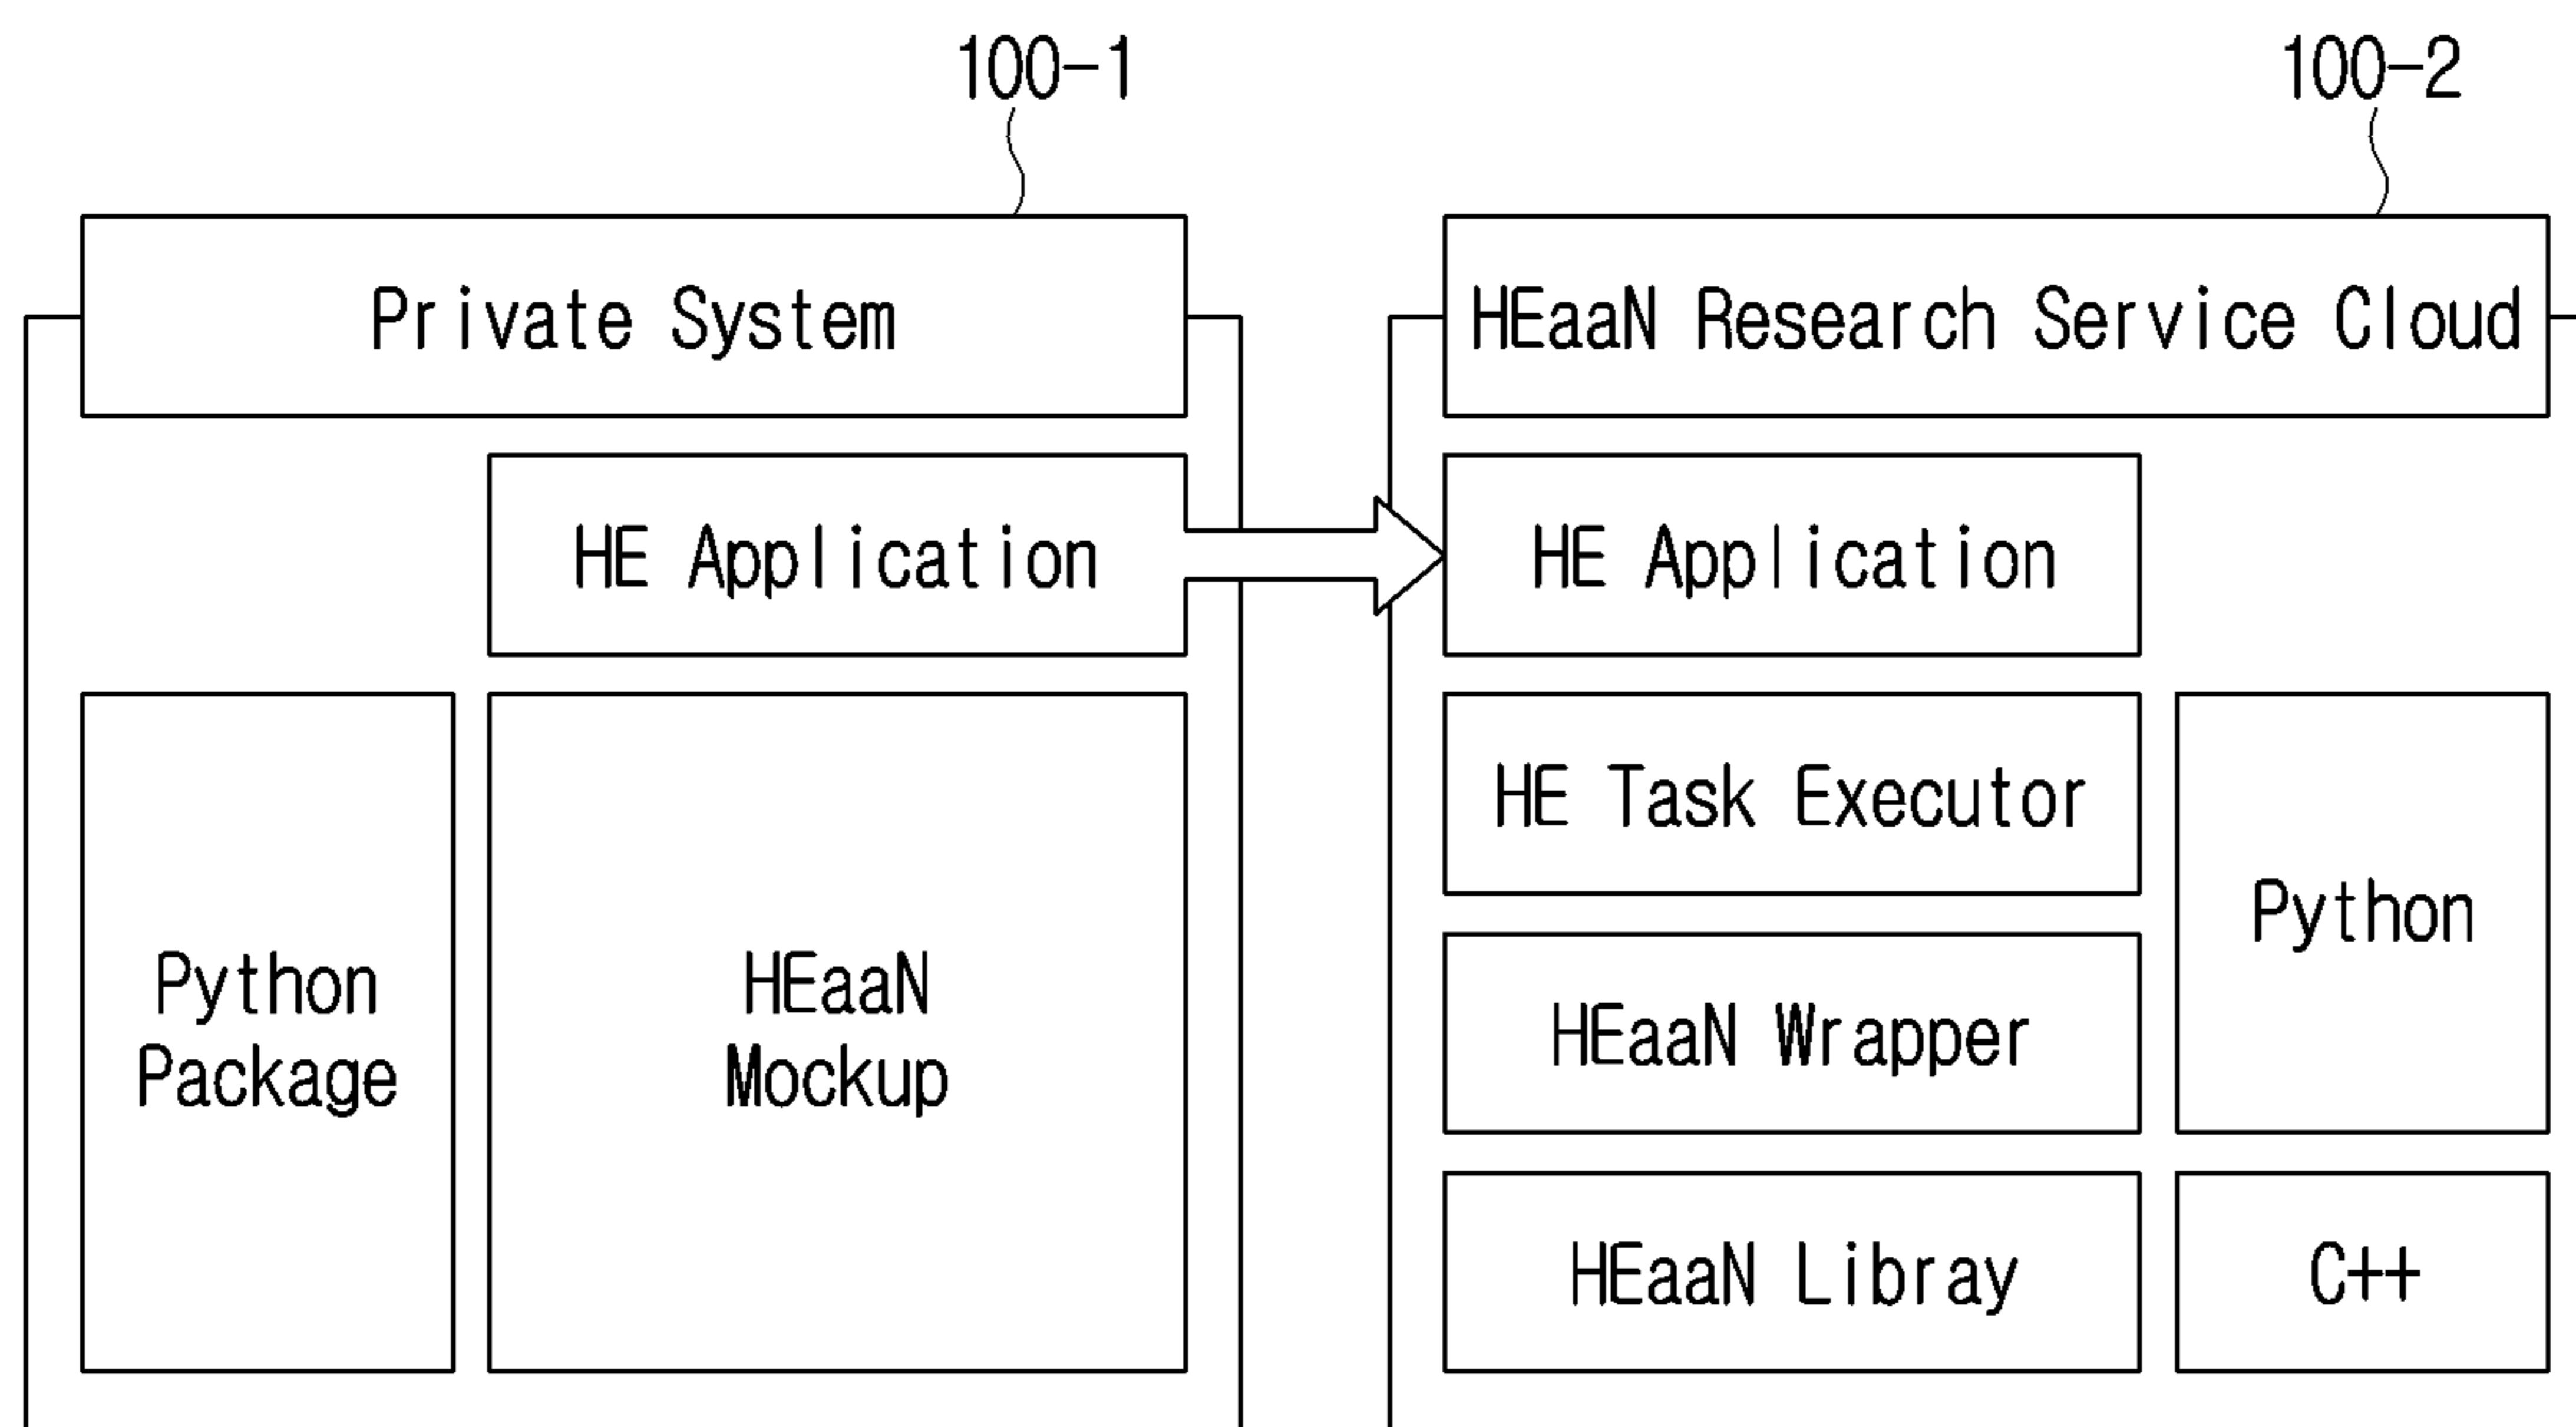 100-1
100-2
Private System
HEaaN Research Service Cloud
HE Application
HE Application
Python
Package
HEaaN
Mockup
HE Task Executor
HEaaN Wrapper
Python
HEaaN Libray
C++